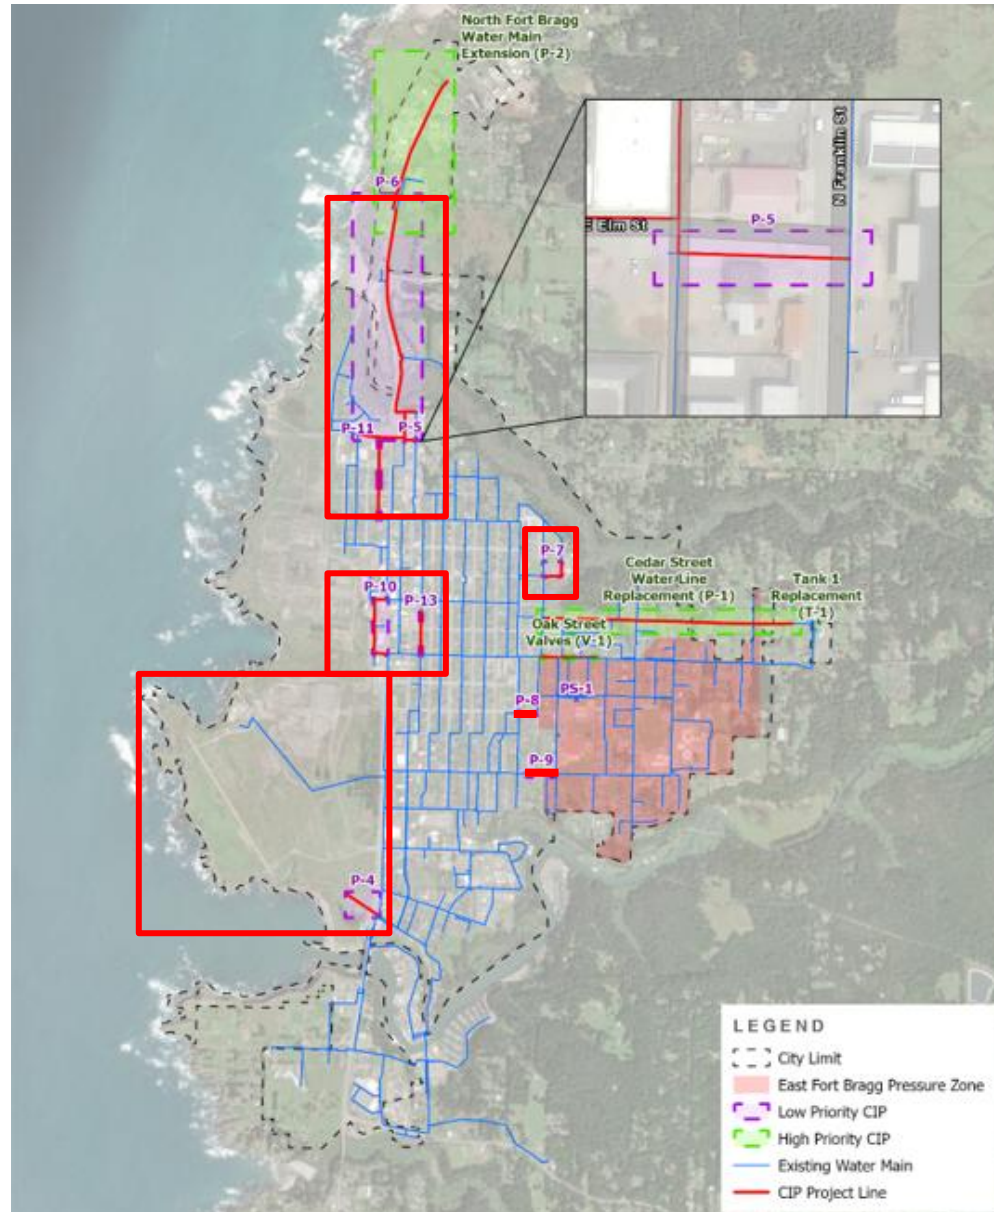 North Fort Bragg
Water Main
Extension (P-2)
P-6
N Franklin St
E Elm St
P-5
P-11
P-5
P-7
Cedar Street
Water Line
Replacement (P-1)
Tank 1
Replacement
(T-1)
P-10
P-13
Oak Street
Valves (V-1)
P-8
PS-1
P-9
P-4
LEGEND
City Limit
East Fort Bragg Pressure Zone
Low Priority CIP
High Priority CIP
Existing Water Main
CIP Project Line